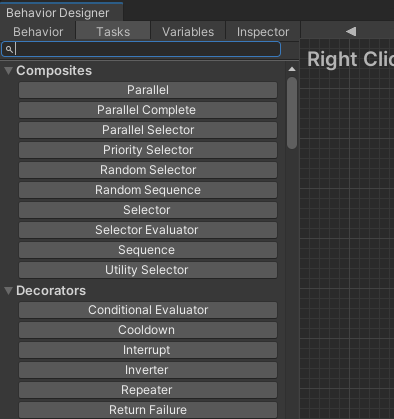 Behavior Designer
Behavior Tasks Variables Inspector
Right Clic
Composites
Parallel
Parallel Complete
Parallel Selector
Priority Selector
Random Selector
Random Sequence
Selector
Selector Evaluator
Sequence
Utility Selector
Decorators
Conditional Evaluator
Cooldown
Interrupt
Inverter
Repeater
Return Failure